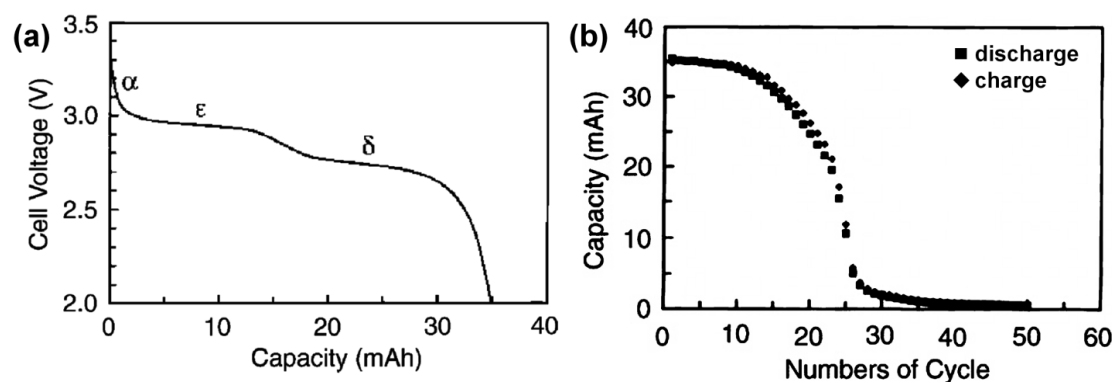 (a)
3.5
3.0
2.5
2.0
Cell Voltage (V)
α
ε
δ
0
10
20
30
40
Capacity (mAh)
(b)
40
30
20
10
0
Capacity (mAh)
discharge
charge
0
10
20
30
40
50
60
Numbers of Cycle